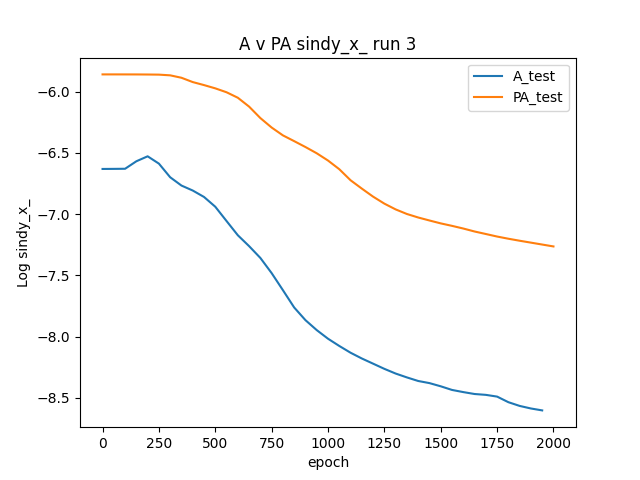 A v PA sindy_x_ run 3
A_test
PA_test
Log sindy_x_
−6.0
−6.5
−7.0
−7.5
−8.0
−8.5
0 250 500 750 1000 1250 1500 1750 2000
epoch